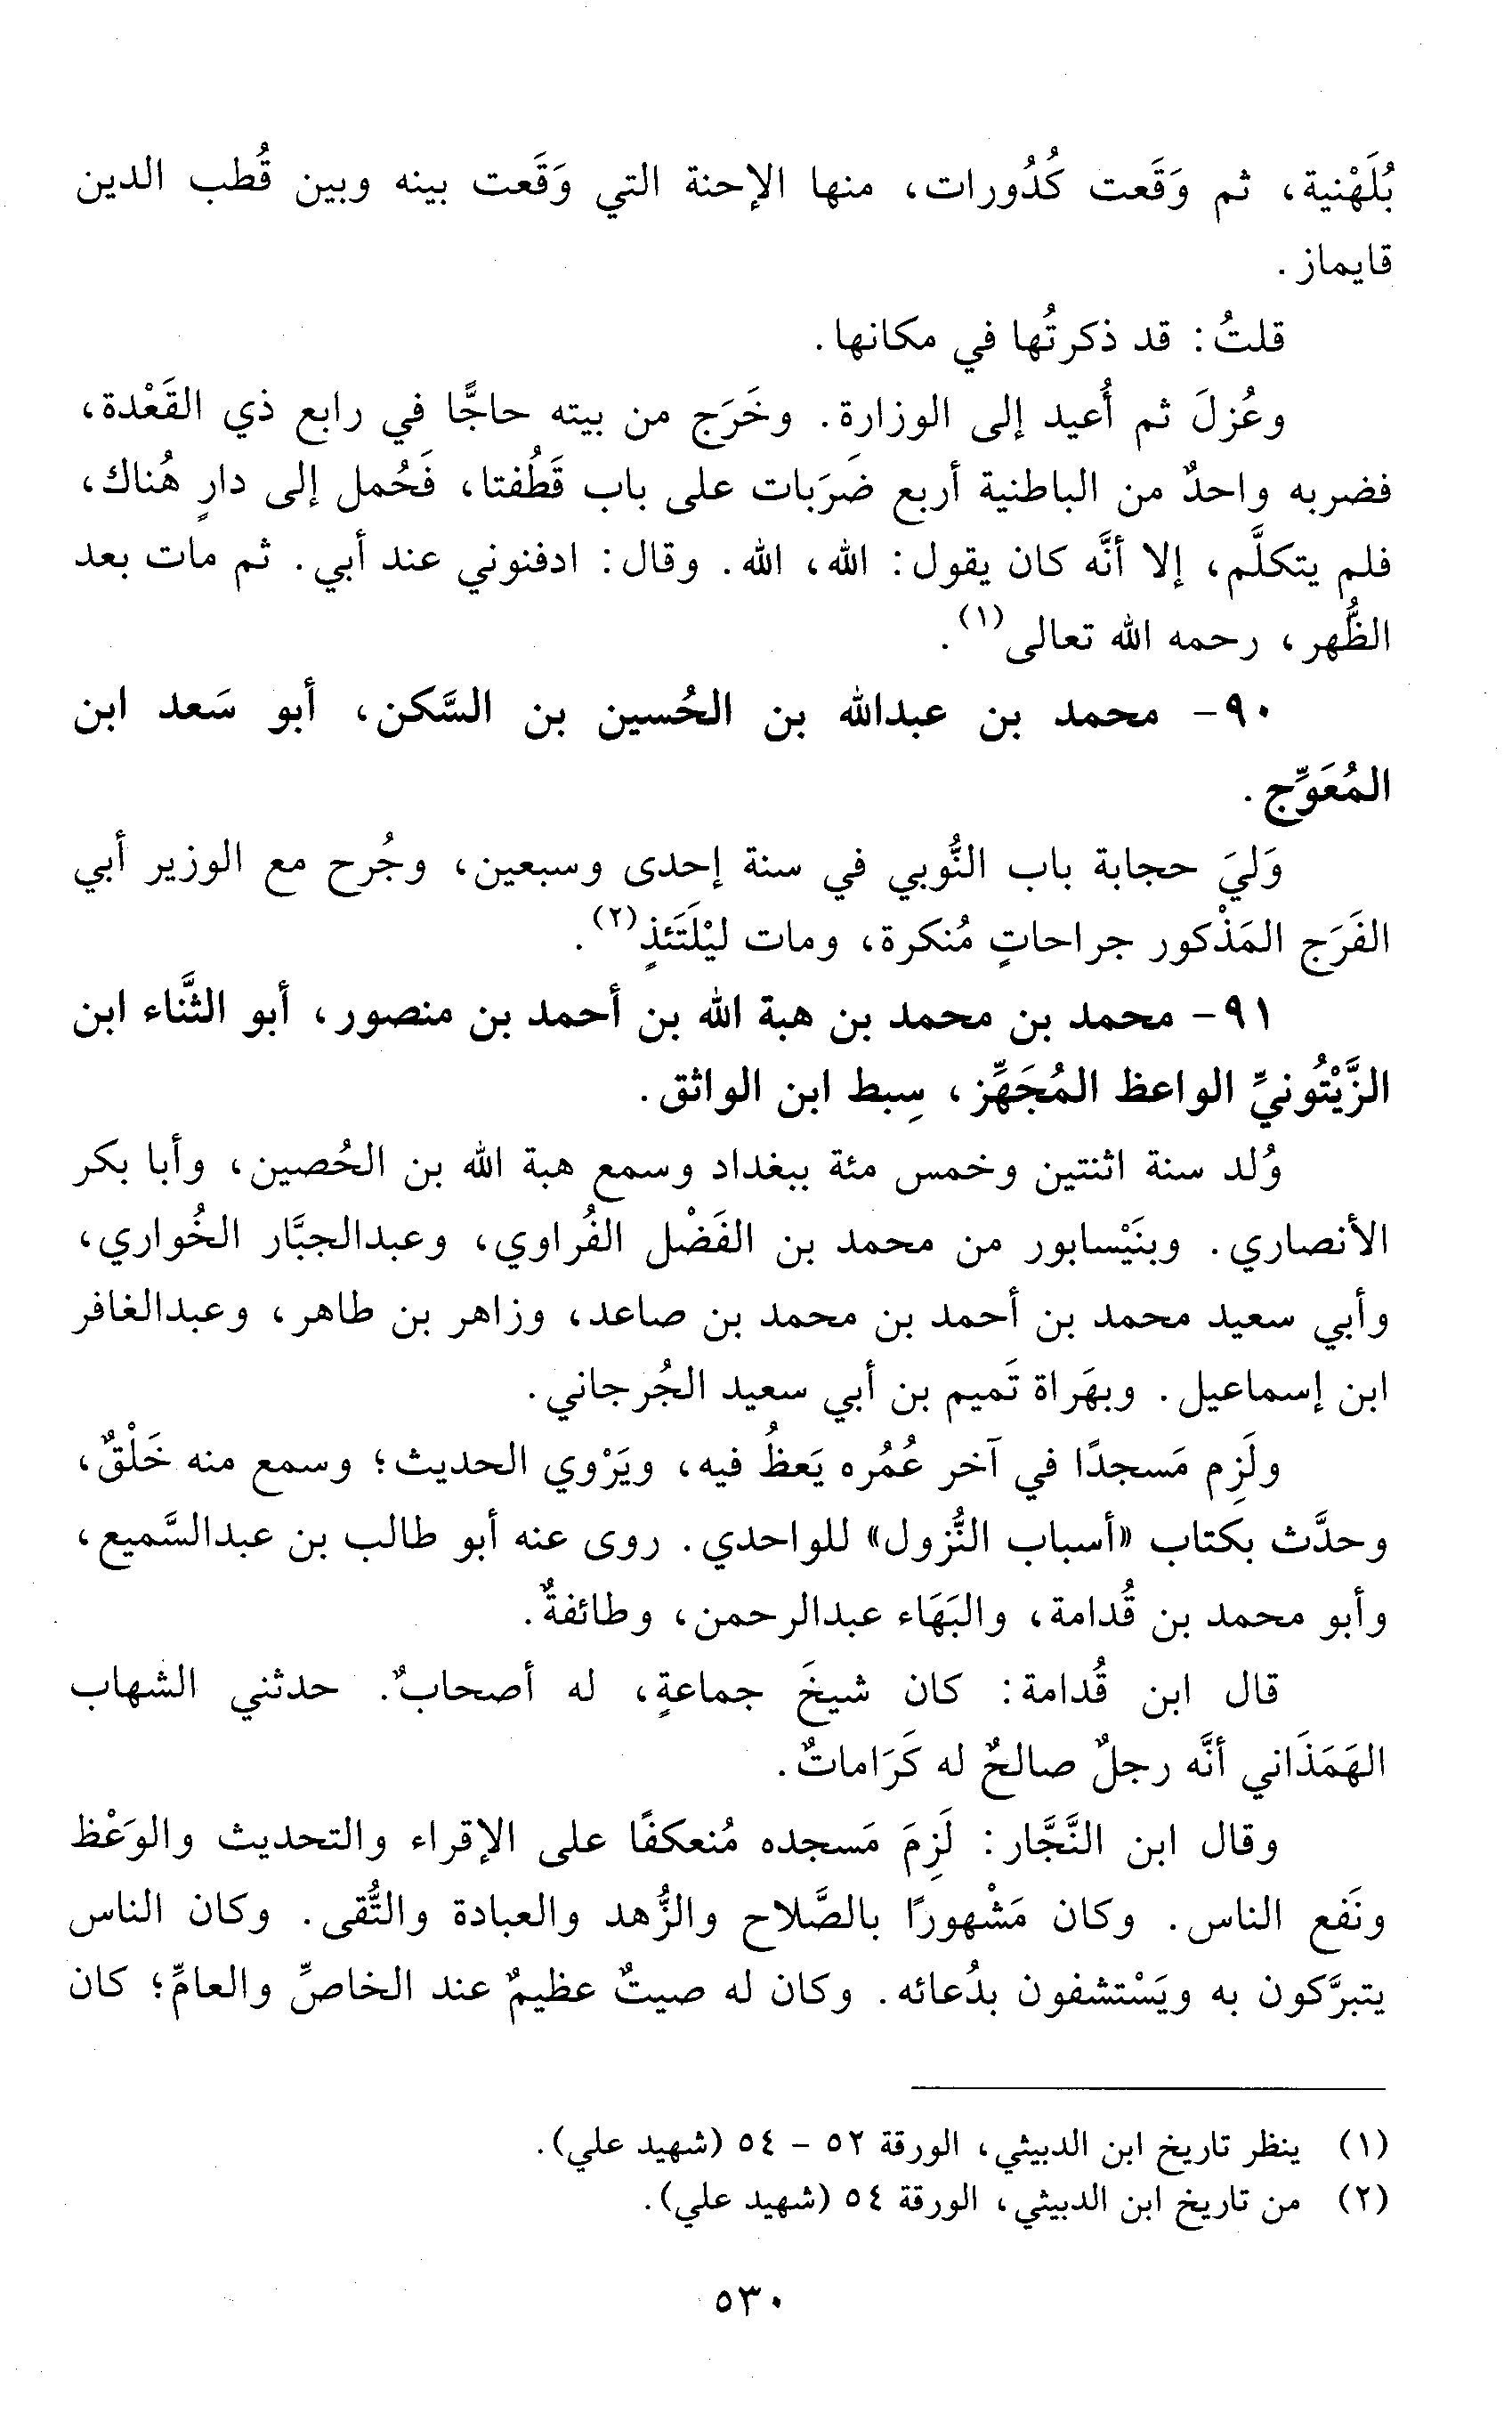 بُلَهْنية، ثم وَقَعت كُدُورات، منها الإحنة التي وَقَعت بينه وبين قُطب الدين
قايماز.
قلتُ: قد ذكرتُها في مكانها.
وعُزلَ ثم أُعيد إلى الوزارة. وخَرَج من بيته حاجًّا في رابع ذي القَعْدة،
فضربه واحدٌ من الباطنية أربع ضَرَبات على باب قَطُفتا، فَحُمل إلى دارٍ هُناك،
فلم يتكلَّم، إلا أنَّه كان يقول: الله، الله. وقال: ادفنوني عند أبي. ثم مات بعد
الظُّهر، رحمه الله تعالى(١).
٩٠- محمد بن عبدالله بن الحُسين بن السَّكن، أبو سَعد ابن
المُعَوِّج.
وَليَ حجابة باب النُّوبي في سنة إحدى وسبعين، وجُرح مع الوزير أبي
الفَرَج المَذْكور جراحاتٍ مُنكرة، ومات ليْلَتَئذٍ(٢).
٩١- محمد بن محمد بن هبة الله بن أحمد بن منصور، أبو الثَّناء ابن
الزَّيْتُونيِّ الواعظ المُجَهِّز، سِبط ابن الواثق.
وُلد سنة اثنتين وخمس مئة ببغداد وسمع هبة الله بن الحُصين، وأبا بكر
الأنصاري. وبنَيْسابور من محمد بن الفَضْل الفُراوي، وعبدالجبَّار الخُواري،
وأبي سعيد محمد بن أحمد بن محمد بن صاعد، وزاهر بن طاهر، وعبدالغافر
ابن إسماعيل. وبهَراة تَميم بن أبي سعيد الجُرجاني.
ولَزِم مَسجدًا في آخر عُمُره يَعظُ فيه، ويَرْوي الحديث؛ وسمع منه خَلْقٌ،
وحدَّث بكتاب «أسباب النُّزول» للواحدي. روى عنه أبو طالب بن عبدالسَّميع،
وأبو محمد بن قُدامة، والبَهَاء عبدالرحمن، وطائفةٌ.
قال ابن قُدامة: كان شيخَ جماعةٍ، له أصحابٌ. حدثني الشهاب
الهَمَذَاني أنَّه رجلٌ صالحٌ له كَرَاماتٌ.
وقال ابن النَّجَّار: لَزِمَ مَسجده مُنعكفًا على الإقراء والتحديث والوَعْظ
ونَفع الناس. وكان مَشْهورًا بالصَّلاح والزُّهد والعبادة والتُّقى. وكان الناس
يتبرَّكون به ويَسْتشفون بدُعائه. وكان له صيتٌ عظيمٌ عند الخاصِّ والعامِّ؛ كان
(١) ينظر تاريخ ابن الدبيثي، الورقة ٥٢ - ٥٤ (شهيد علي).
(٢) من تاريخ ابن الدبيثي، الورقة ٥٤ (شهيد علي).
٥٣٠